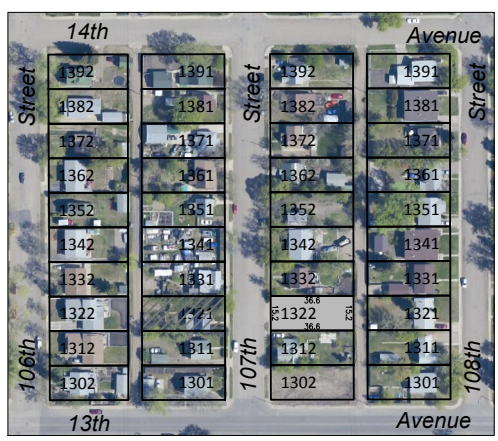 14th Avenue
Street Street Street
1392 1391 1392 1391
1382 1381 1382 1381
1372 1371 1372 1371
1362 1361 1362 1361
1352 1351 1352 1351
1342 1341 1342 1341
1332 1331 1332 1331
36.6
1322 1321 15.2 1322 15.2 1321
36.6
1312 1311 1312 1311
1302 1301 1302 1301
106th 107th 108th
13th Avenue